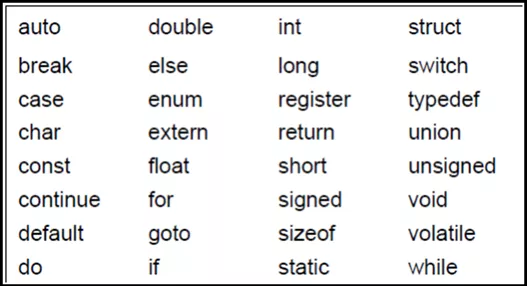 auto double int struct
break else long switch
case enum register typedef
char extern return union
const float short unsigned
continue for signed void
default goto sizeof volatile
do if static while